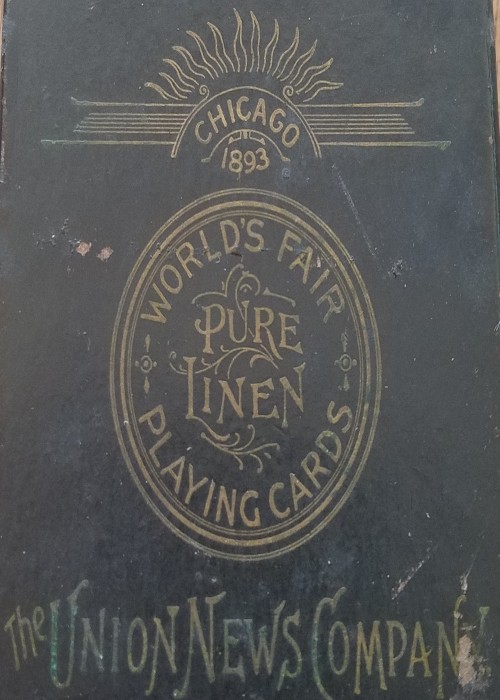 CHICAGO
1893
WORLD'S FAIR
PURE
LINEN
PLAYING CARDS
The UNION NEWS COMPANY